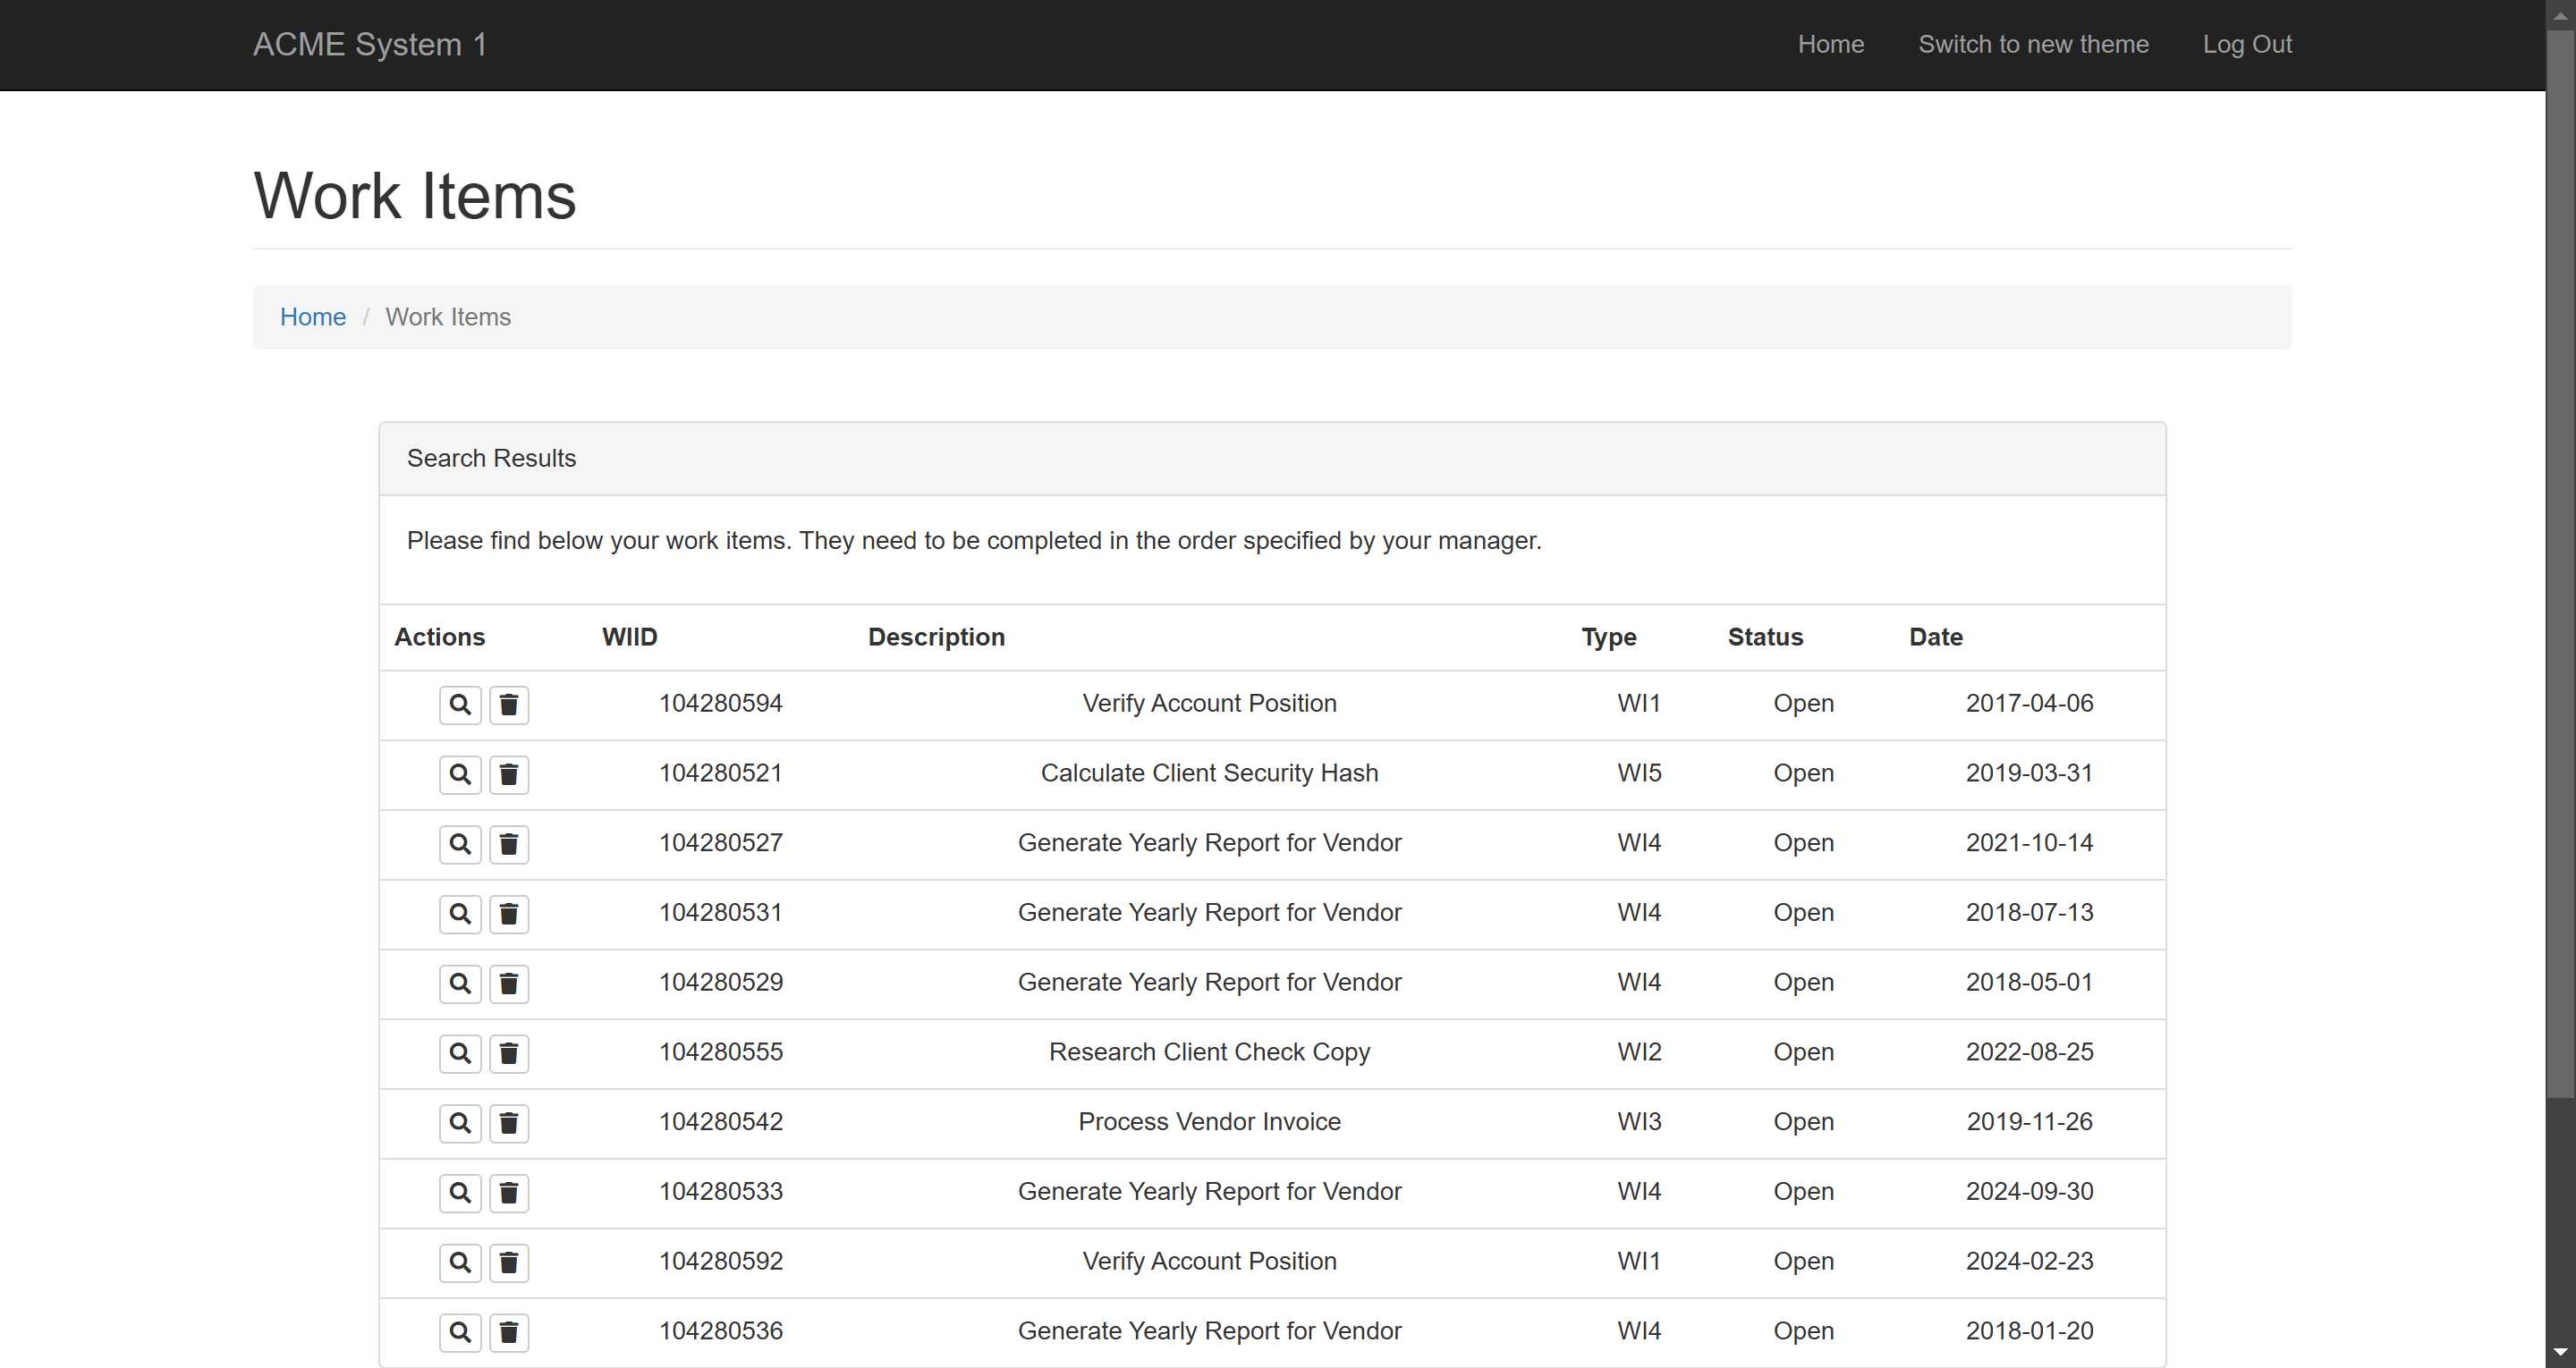 ACME System 1 Home Switch to new theme Log Out
Work Items
Home / Work Items
Search Results
Please find below your work items. They need to be completed in the order specified by your manager.
Actions WIID Description Type Status Date
104280594 Verify Account Position WI1 Open 2017-04-06
104280521 Calculate Client Security Hash WI5 Open 2019-03-31
104280527 Generate Yearly Report for Vendor WI4 Open 2021-10-14
104280531 Generate Yearly Report for Vendor WI4 Open 2018-07-13
104280529 Generate Yearly Report for Vendor WI4 Open 2018-05-01
104280555 Research Client Check Copy WI2 Open 2022-08-25
104280542 Process Vendor Invoice WI3 Open 2019-11-26
104280533 Generate Yearly Report for Vendor WI4 Open 2024-09-30
104280592 Verify Account Position WI1 Open 2024-02-23
104280536 Generate Yearly Report for Vendor WI4 Open 2018-01-20